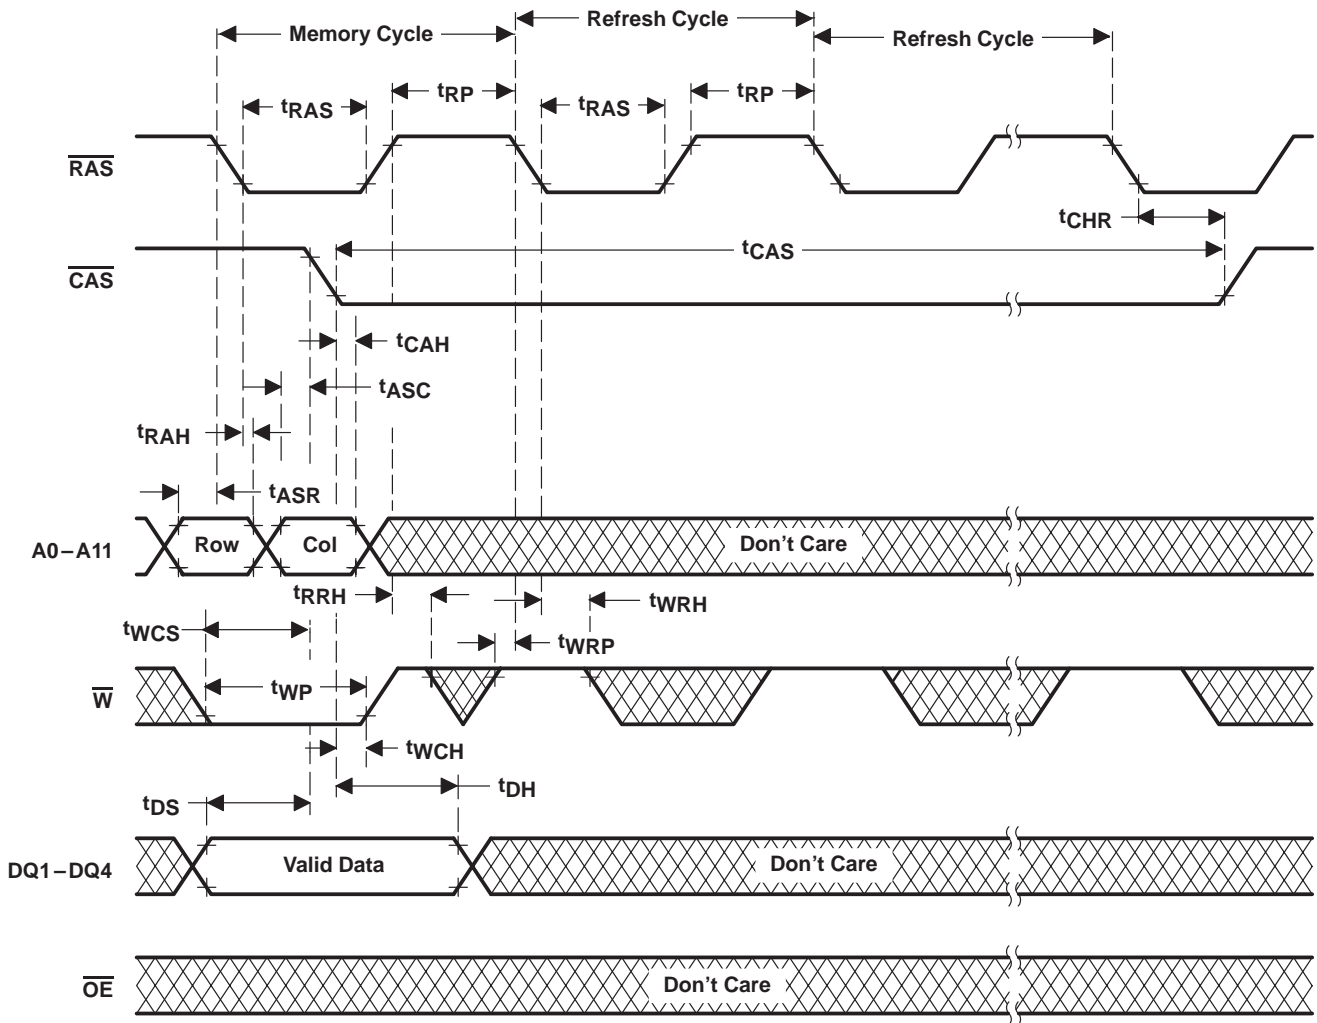 Memory Cycle
Refresh Cycle
Refresh Cycle
tRAS
tRP
tRAS
tRP
RAS
tCHR
tCAS
CAS
tCAH
tASC
tRAH
tASR
A0–A11
Row
Col
Don't Care
tRRH
tWRH
tWCS
tWRP
W
tWP
tWCH
tDH
tDS
DQ1–DQ4
Valid Data
Don't Care
OE
Don't Care